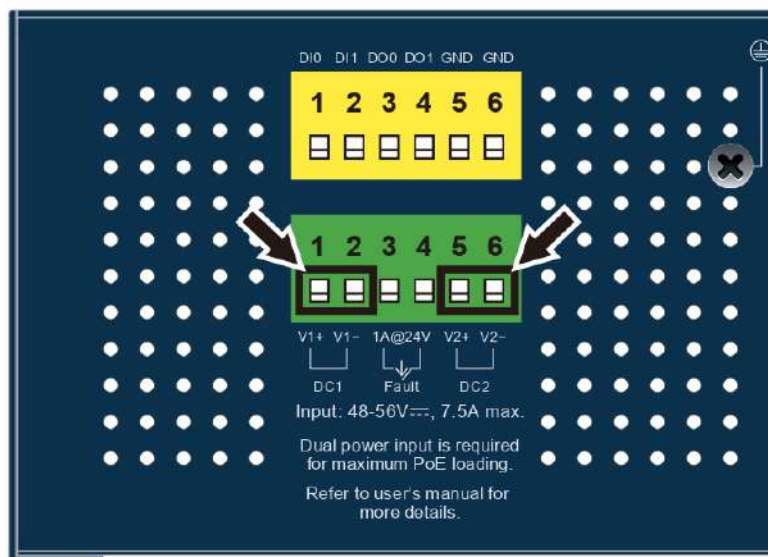 DI0 DI1 DO0 DO1 GND GND
1 2 3 4 5 6
1 2 3 4 5 6
V1+ V1- 1A@24V V2+ V2-
DC1 Fault DC2
Input: 48-56V⎓, 7.5A max.
Dual power input is required
for maximum PoE loading.
Refer to user's manual for
more details.